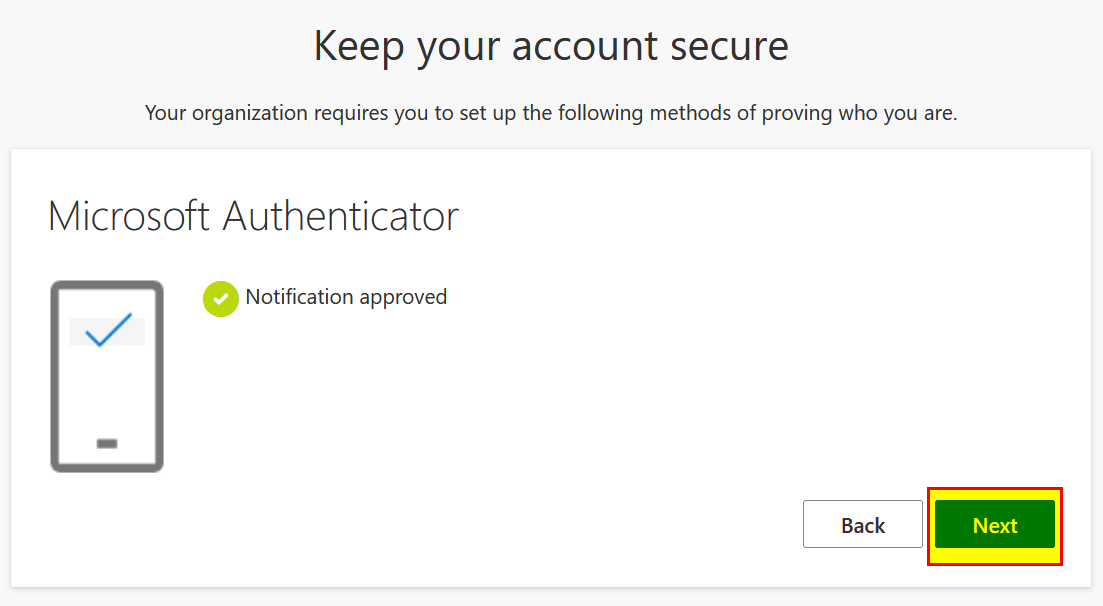 Keep your account secure
Your organization requires you to set up the following methods of proving who you are.
Microsoft Authenticator
Notification approved
Back
Next